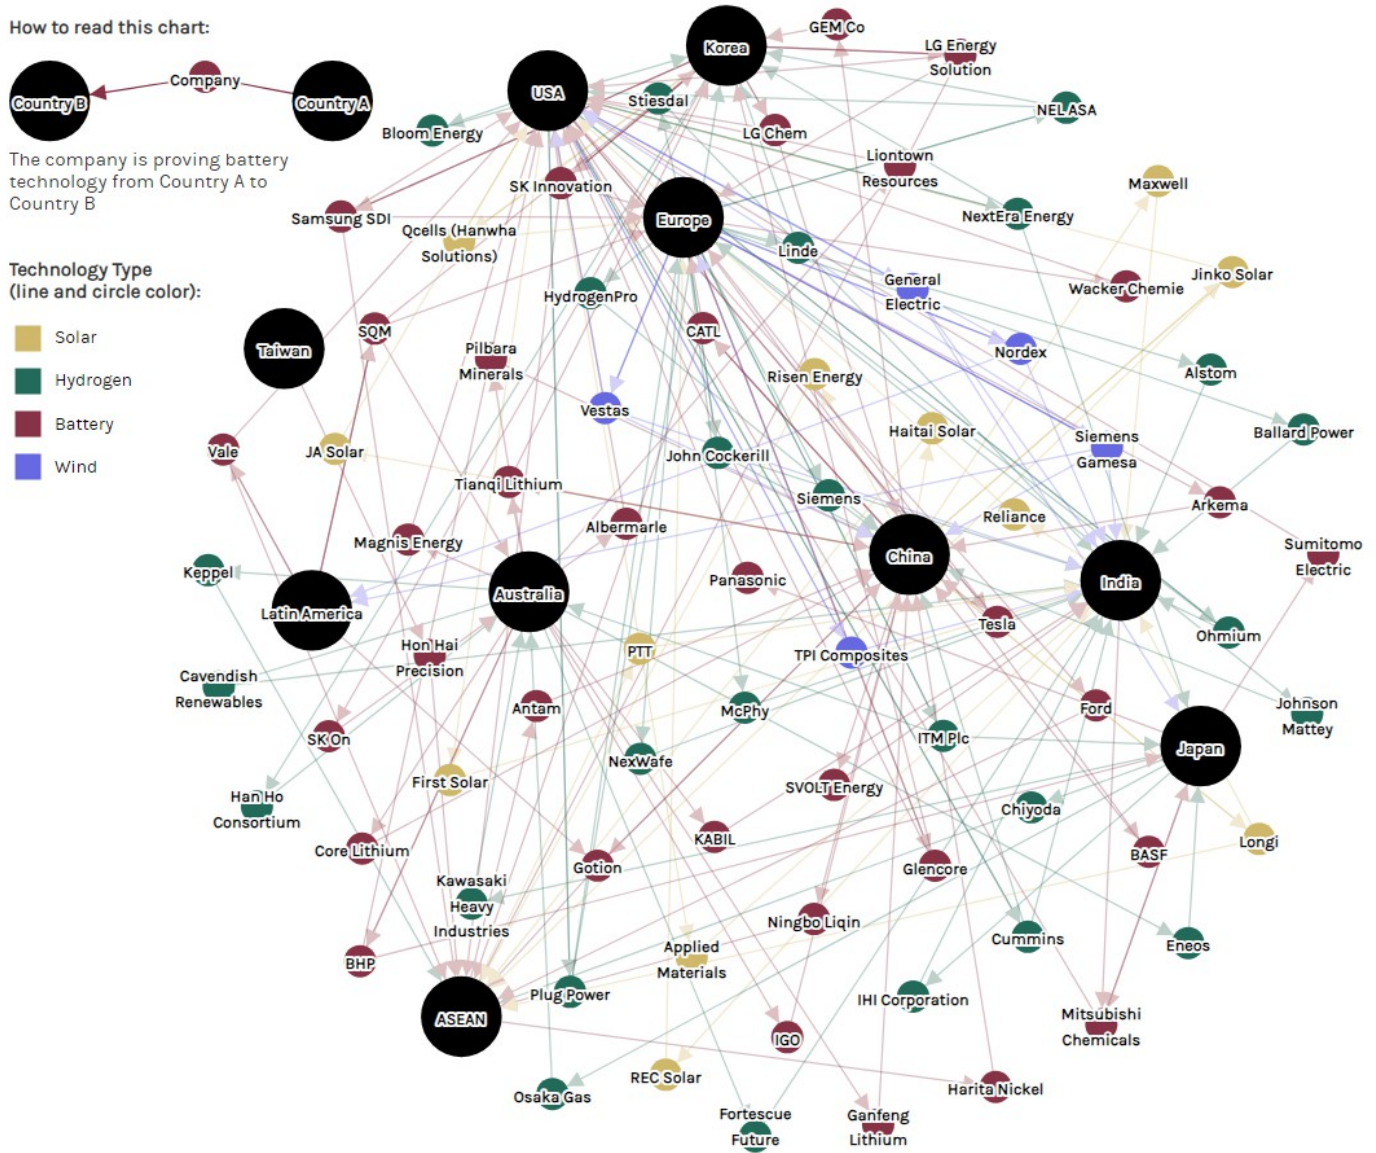 How to read this chart:
Country B
Company
Country A
The company is proving battery
technology from Country A to
Country B
Technology Type
(line and circle color):
Solar
Hydrogen
Battery
Wind
Korea
GEM Co
LG Energy
Solution
USA
Stiesdal
NEL ASA
Bloom Energy
LG Chem
Liontown
Resources
SK Innovation
Maxwell
Samsung SDI
Europe
NextEra Energy
Qcells (Hanwha
Solutions)
Linde
General
Electric
Wacker Chemie
Jinko Solar
HydrogenPro
SQM
CATL
Taiwan
Pilbara
Minerals
Nordex
Risen Energy
Alstom
Vestas
Vale
JA Solar
John Cockerill
Haitai Solar
Siemens
Gamesa
Ballard Power
Tianqi Lithium
Siemens
Arkema
Reliance
Albermarle
Magnis Energy
Sumitomo
Electric
Keppel
China
Panasonic
India
Latin America
Australia
Tesla
Ohmium
Hon Hai
Precision
PTT
TPI Composites
Cavendish
Renewables
Antam
McPhy
Ford
Johnson
Mattey
SK On
ITM Plc
Japan
NexWafe
First Solar
SVOLT Energy
Han Ho
Consortium
Chiyoda
KABIL
Core Lithium
Gotion
Glencore
BASF
Longi
Kawasaki
Heavy
Industries
Ningbo Liqin
Cummins
Eneos
BHP
Applied
Materials
Plug Power
ASEAN
IHI Corporation
Mitsubishi
Chemicals
IGO
REC Solar
Osaka Gas
Harita Nickel
Fortescue
Future
Ganfeng
Lithium